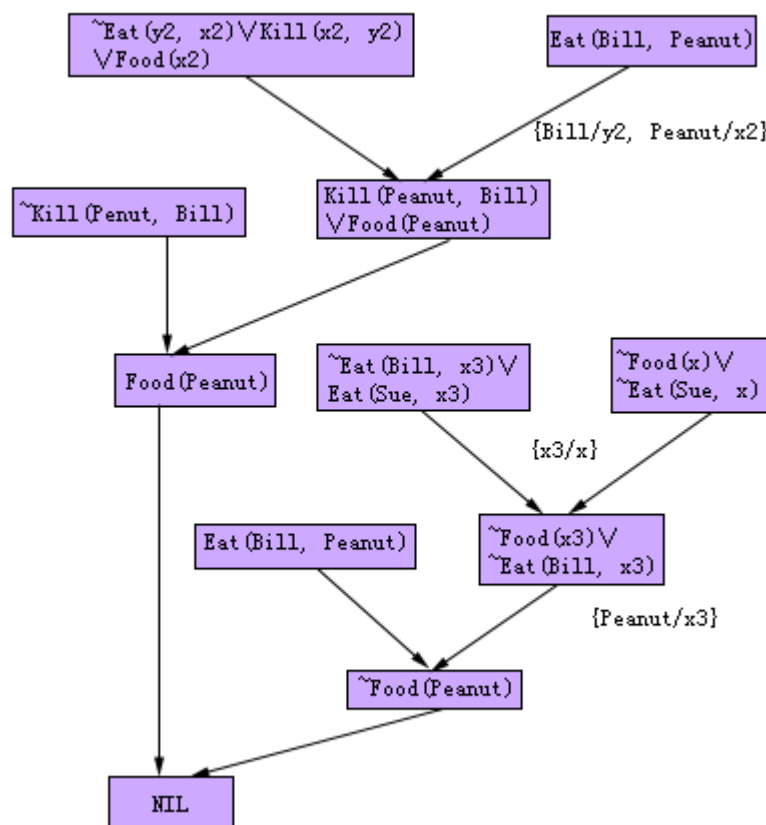 ~Eat(y2, x2)∨Kill(x2, y2)
∨Food(x2)
Eat(Bill, Peanut)
{Bill/y2, Peanut/x2}
~Kill(Penut, Bill)
Kill(Peanut, Bill)
∨Food(Peanut)
Food(Peanut)
~Eat(Bill, x3)∨
Eat(Sue, x3)
~Food(x)∨
~Eat(Sue, x)
{x3/x}
Eat(Bill, Peanut)
~Food(x3)∨
~Eat(Bill, x3)
{Peanut/x3}
~Food(Peanut)
NIL